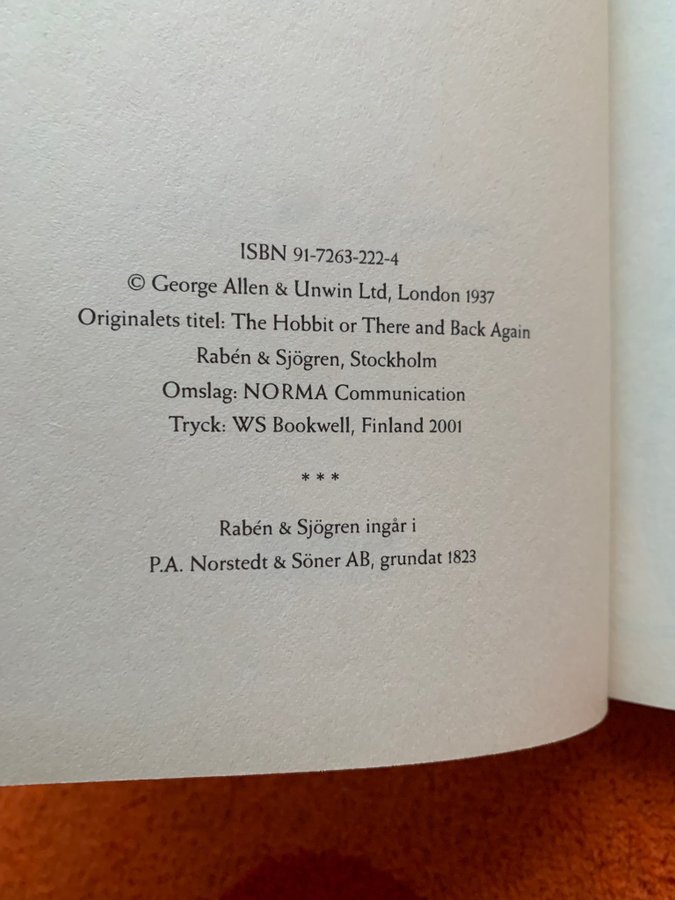 ISBN 91-7263-222-4
© George Allen & Unwin Ltd, London 1937
Originalets titel: The Hobbit or There and Back Again
Rabén & Sjögren, Stockholm
Omslag: NORMA Communication
Tryck: WS Bookwell, Finland 2001
* * *
Rabén & Sjögren ingår i
P.A. Norstedt & Söner AB, grundat 1823